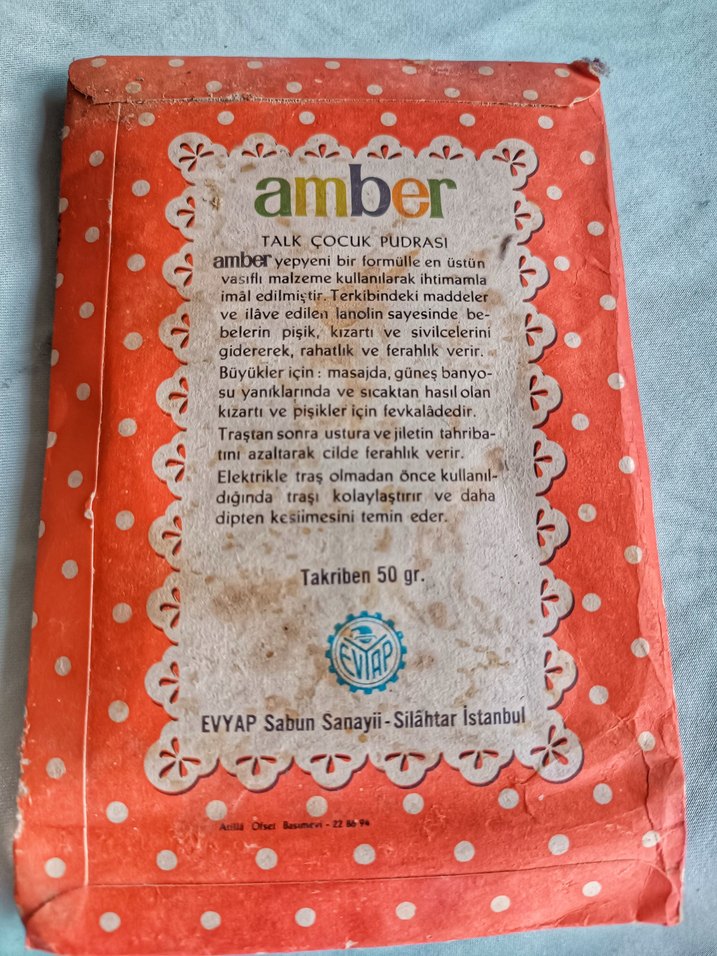 amber
TALK ÇOCUK PUDRASI
amber yepyeni bir formülle en üstün
vasıflı malzeme kullanılarak ihtimamla
imâl edilmiştir. Terkibindeki maddeler
ve ilâve edilen lanolin sayesinde be-
belerin pişik, kızartı ve sivilcelerini
gidererek, rahatlık ve ferahlık verir.
Büyükler için : masajda, güneş banyo-
su yanıklarında ve sıcaktan hasıl olan
kızartı ve pişikler için fevkalâdedir.
Traştan sonra ustura ve jiletin tahriba-
tını azaltarak cilde ferahlık verir.
Elektrikle traş olmadan önce kullanıl-
dığında traşı kolaylaştırır ve daha
dipten kesilmesini temin eder.
Takriben 50 gr.
EVYAP
EVYAP Sabun Sanayii - Silâhtar İstanbul
Atillâ Ofset Basımevi - 22 86 94